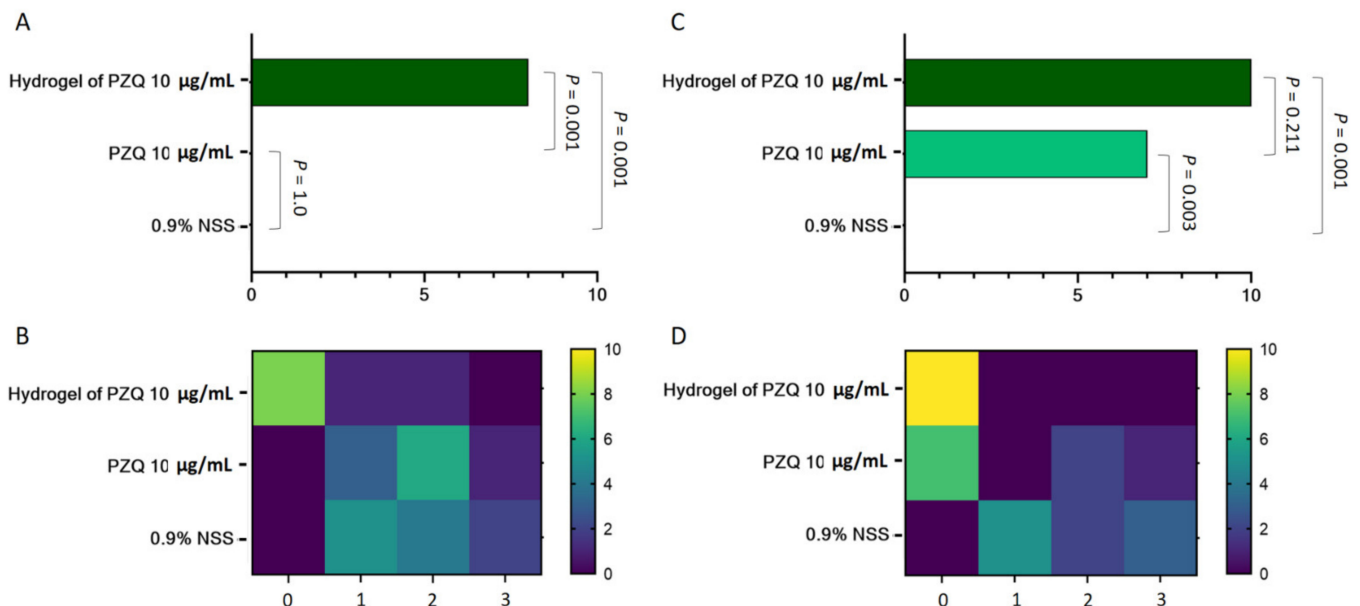 A
Hydrogel of PZQ 10 µg/mL
PZQ 10 µg/mL
0.9% NSS
P = 1.0
P = 0.001
P = 0.001
0 5 10
C
Hydrogel of PZQ 10 µg/mL
PZQ 10 µg/mL
0.9% NSS
P = 0.003
P = 0.211
P = 0.001
0 5 10
B
Hydrogel of PZQ 10 µg/mL
PZQ 10 µg/mL
0.9% NSS
0 1 2 3
10
8
6
4
2
0
D
Hydrogel of PZQ 10 µg/mL
PZQ 10 µg/mL
0.9% NSS
0 1 2 3
10
8
6
4
2
0